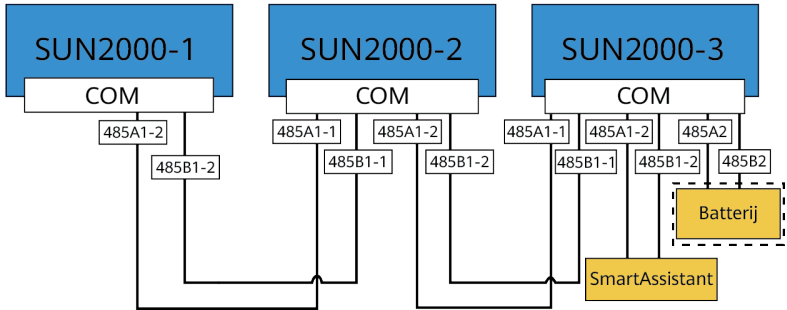 SUN2000-1
SUN2000-2
SUN2000-3
COM
COM
COM
485A1-2
485A1-1
485A1-2
485A1-1
485A1-2
485A2
485B1-2
485B1-1
485B1-2
485B1-1
485B1-2
485B2
Batterij
SmartAssistant